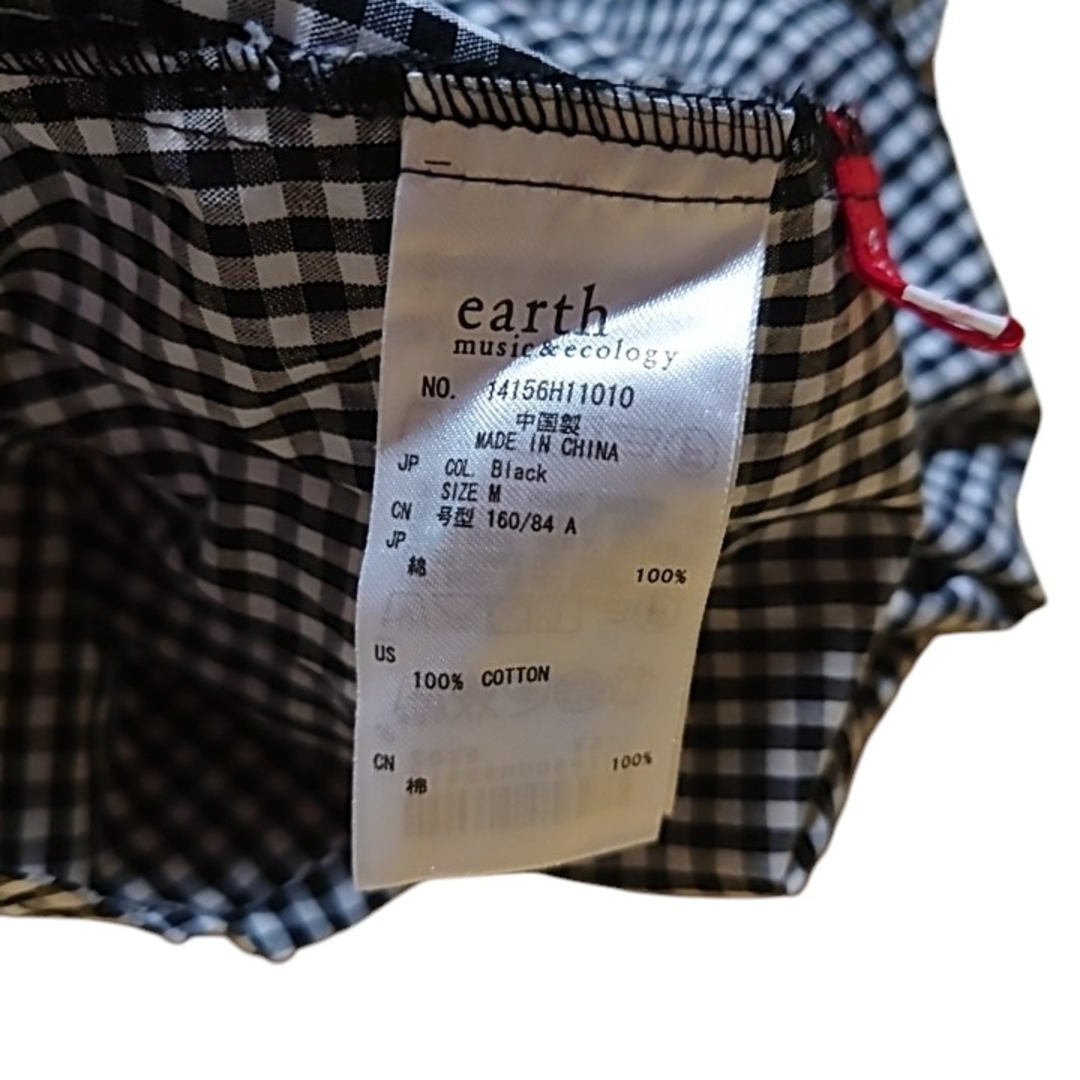 earth
music&ecology
NO. 14156H11010
中国製
MADE IN CHINA
JP COL. Black
SIZE M
CN 号型 160/84 A
JP
綿 100%
US
100% COTTON
CN
棉 100%